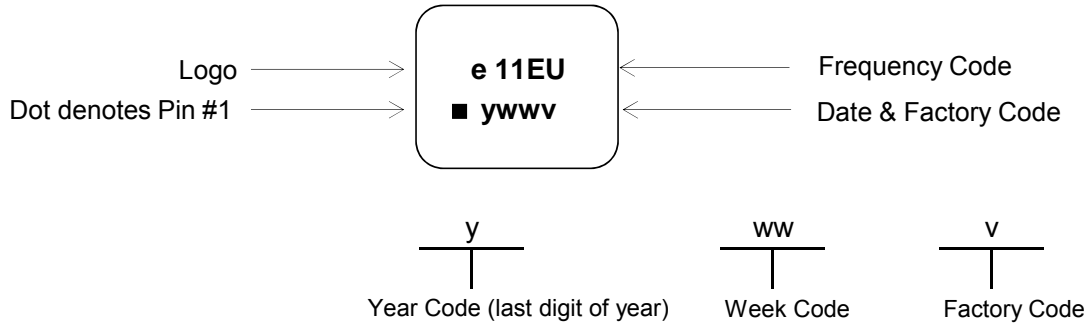 Logo
e 11EU
Frequency Code
Dot denotes Pin #1
ywwv
Date & Factory Code
y
ww
v
Year Code (last digit of year)
Week Code
Factory Code